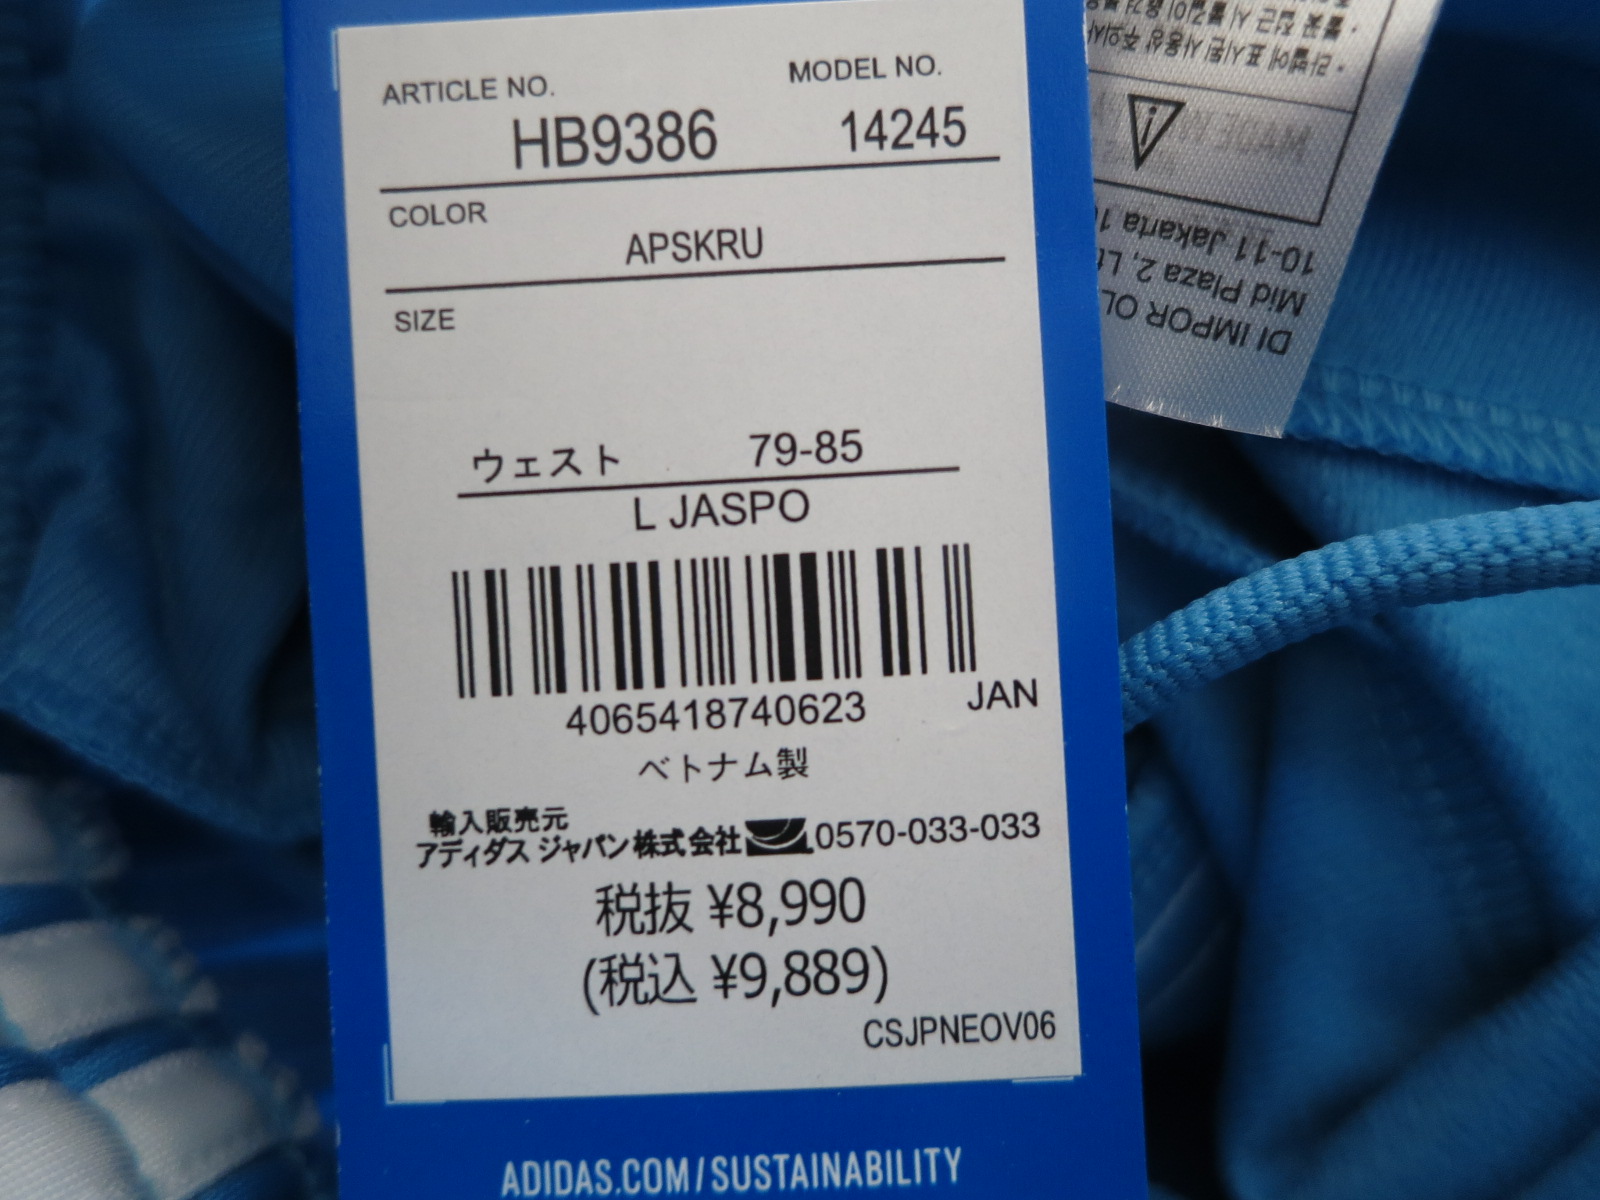 ARTICLE NO. MODEL NO.
HB9386 14245
COLOR
APSKRU
SIZE
ウェスト 79-85
L JASPO
4065418740623 JAN
ベトナム製
輸入販売元
アディダス ジャパン株式会社 0570-033-033
税抜 ¥8,990
(税込 ¥9,889)
CSJPNEOV06
ADIDAS.COM/SUSTAINABILITY
DI IMPOR OL
Mid Plaza 2, Lt
10-11 Jakarta 1